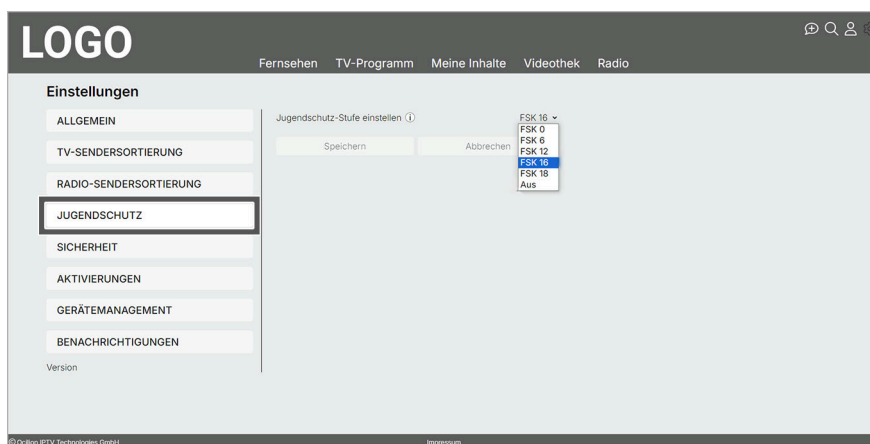 LOGO
Fernsehen TV-Programm Meine Inhalte Videothek Radio
Einstellungen
ALLGEMEIN
TV-SENDERSORTIERUNG
RADIO-SENDERSORTIERUNG
JUGENDSCHUTZ
SICHERHEIT
AKTIVIERUNGEN
GERÄTEMANAGEMENT
BENACHRICHTIGUNGEN
Version
Jugendschutz-Stufe einstellen FSK 16
FSK 0
FSK 6
FSK 12
FSK 16
FSK 18
Aus
Speichern Abbrechen
© Ocilion IPTV Technologies GmbH Impressum